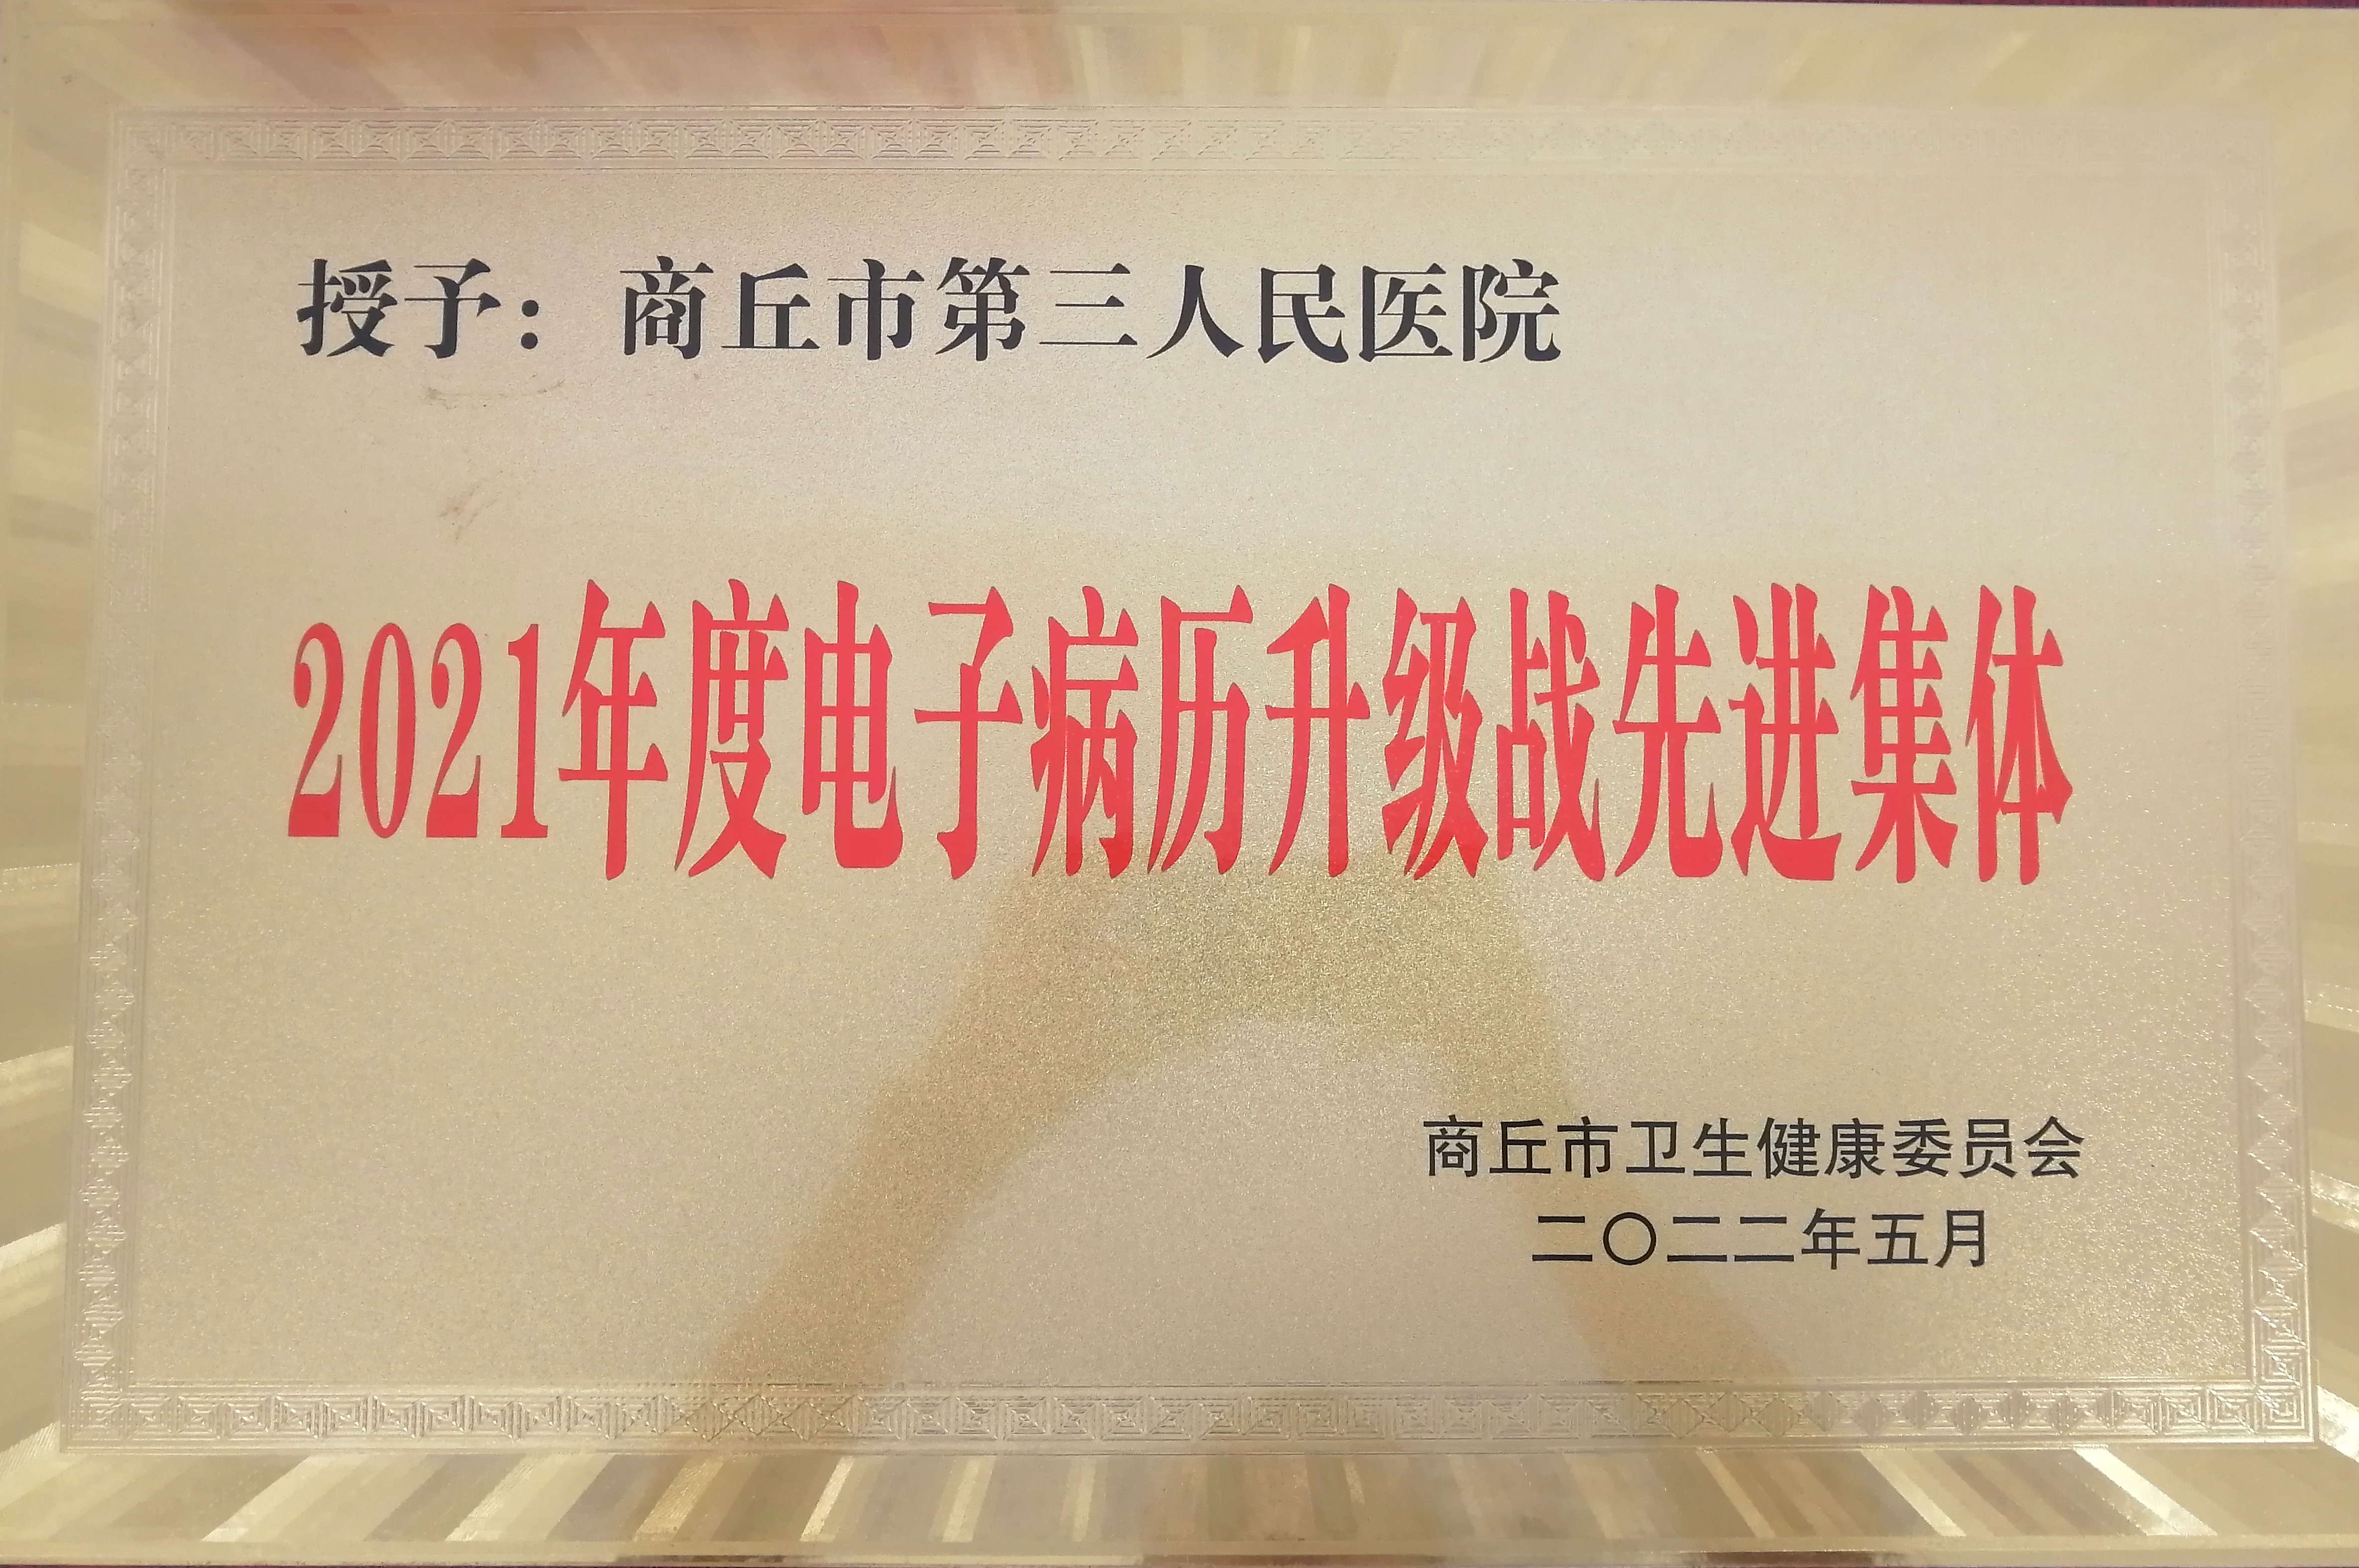 授予：商丘市第三人民医院
2021年度电子病历升级战先进集体
商丘市卫生健康委员会
二〇二二年五月